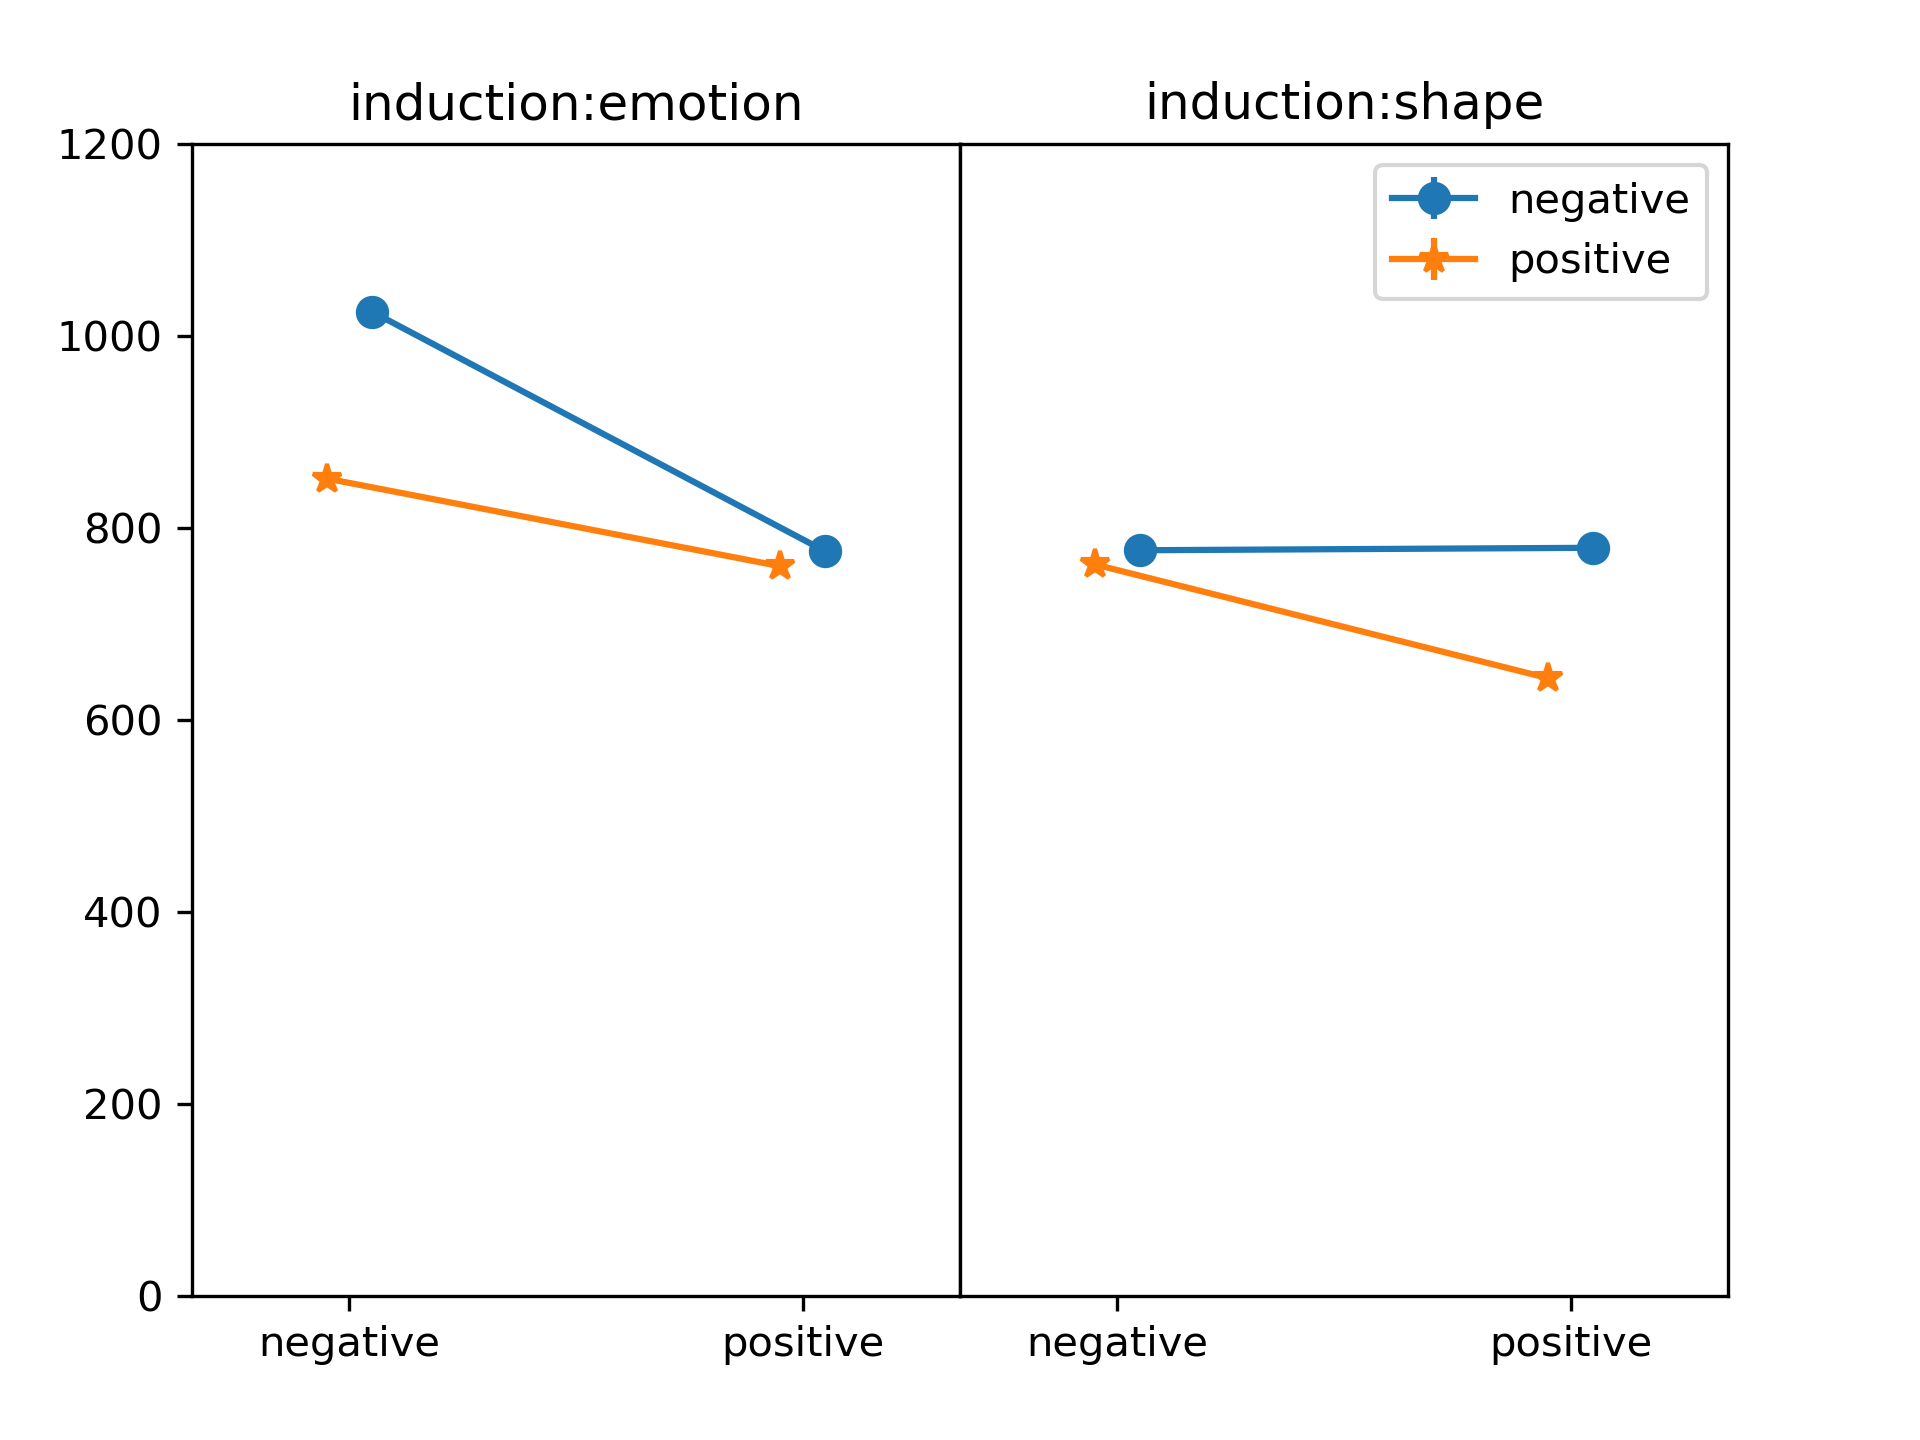 induction:emotion
induction:shape
1200
1000
800
600
400
200
0
negative
positive
negative
positive
negative
positive